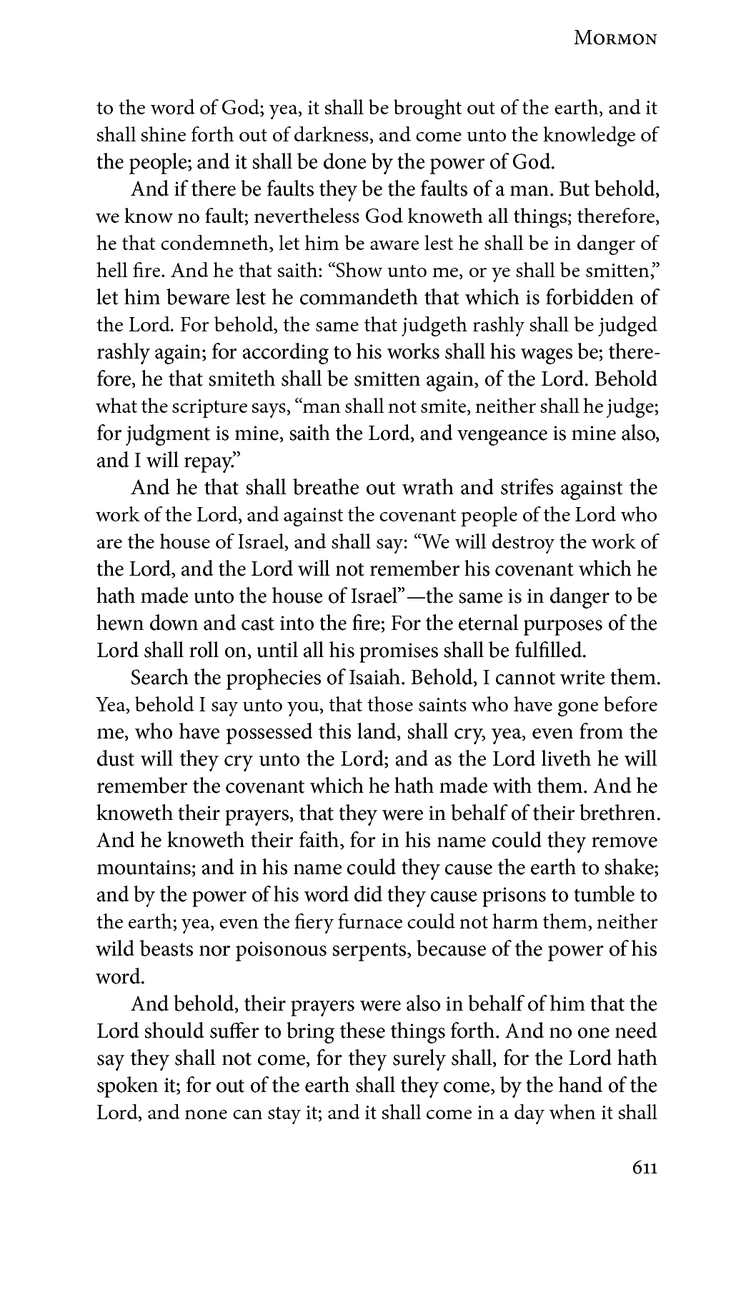 Mormon
to the word of God; yea, it shall be brought out of the earth, and it
shall shine forth out of darkness, and come unto the knowledge of
the people; and it shall be done by the power of God.
And if there be faults they be the faults of a man. But behold,
we know no fault; nevertheless God knoweth all things; therefore,
he that condemneth, let him be aware lest he shall be in danger of
hell fire. And he that saith: “Show unto me, or ye shall be smitten,”
let him beware lest he commandeth that which is forbidden of
the Lord. For behold, the same that judgeth rashly shall be judged
rashly again; for according to his works shall his wages be; there-
fore, he that smiteth shall be smitten again, of the Lord. Behold
what the scripture says, “man shall not smite, neither shall he judge;
for judgment is mine, saith the Lord, and vengeance is mine also,
and I will repay.”
And he that shall breathe out wrath and strifes against the
work of the Lord, and against the covenant people of the Lord who
are the house of Israel, and shall say: “We will destroy the work of
the Lord, and the Lord will not remember his covenant which he
hath made unto the house of Israel”—the same is in danger to be
hewn down and cast into the fire; For the eternal purposes of the
Lord shall roll on, until all his promises shall be fulfilled.
Search the prophecies of Isaiah. Behold, I cannot write them.
Yea, behold I say unto you, that those saints who have gone before
me, who have possessed this land, shall cry, yea, even from the
dust will they cry unto the Lord; and as the Lord liveth he will
remember the covenant which he hath made with them. And he
knoweth their prayers, that they were in behalf of their brethren.
And he knoweth their faith, for in his name could they remove
mountains; and in his name could they cause the earth to shake;
and by the power of his word did they cause prisons to tumble to
the earth; yea, even the fiery furnace could not harm them, neither
wild beasts nor poisonous serpents, because of the power of his
word.
And behold, their prayers were also in behalf of him that the
Lord should suffer to bring these things forth. And no one need
say they shall not come, for they surely shall, for the Lord hath
spoken it; for out of the earth shall they come, by the hand of the
Lord, and none can stay it; and it shall come in a day when it shall
611